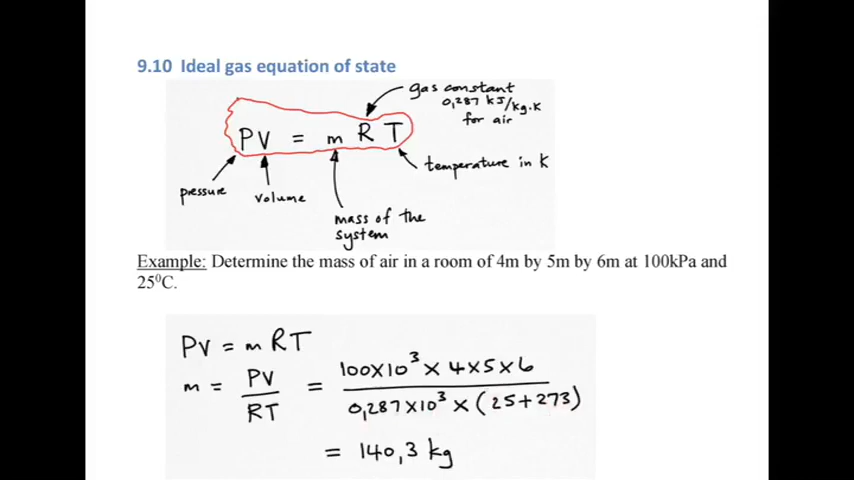 9.10 Ideal gas equation of state
gas constant
0,287 kJ/kg.K
for air
PV = mRT
temperature in K
pressure
volume
mass of the
system
Example: Determine the mass of air in a room of 4m by 5m by 6m at 100kPa and
25⁰C.
PV = mRT
m = PV/RT = 100×10³ × 4×5×6 / 0,287×10³ × (25+273)
= 140,3 kg